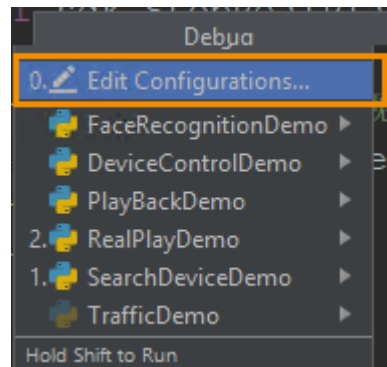 Debug
0. Edit Configurations...
FaceRecognitionDemo
DeviceControlDemo
PlayBackDemo
2. RealPlayDemo
1. SearchDeviceDemo
TrafficDemo
Hold Shift to Run